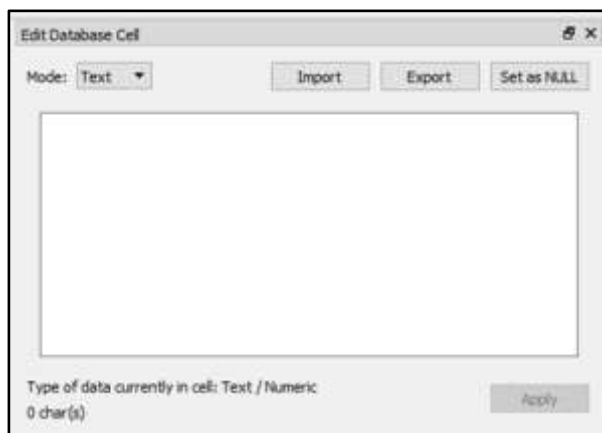 Edit Database Cell
Mode: Text Import Export Set as NULL
Type of data currently in cell: Text / Numeric
0 char(s)
Apply